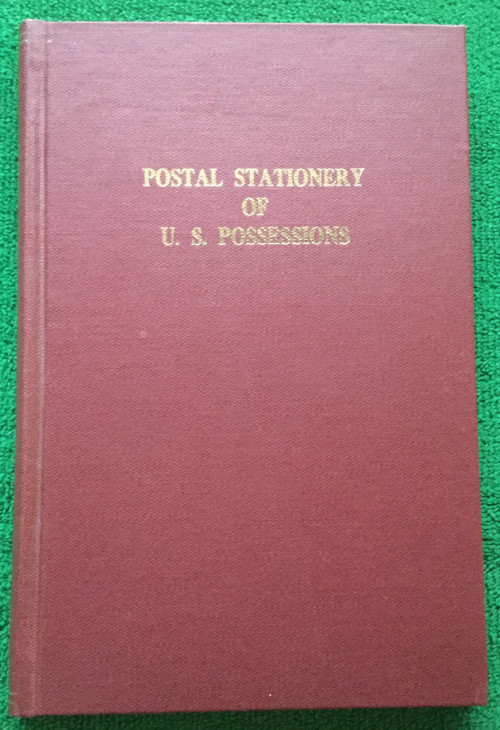 POSTAL STATIONERY
OF
U. S. POSSESSIONS